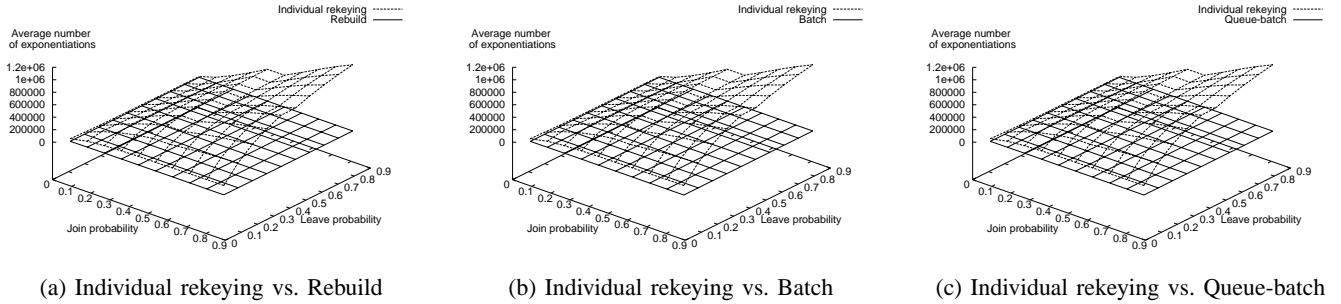 Individual rekeying
Rebuild
Average number
of exponentiations
1.2e+06
1e+06
800000
600000
400000
200000
0
0
0.1
0.2
0.3
0.4
0.5
0.6
0.7
0.8
0.9
Join probability
0
0.1
0.2
0.3
0.4
0.5
0.6
0.7
0.8
0.9
Leave probability
(a) Individual rekeying vs. Rebuild
Individual rekeying
Batch
Average number
of exponentiations
1.2e+06
1e+06
800000
600000
400000
200000
0
0
0.1
0.2
0.3
0.4
0.5
0.6
0.7
0.8
0.9
Join probability
0
0.1
0.2
0.3
0.4
0.5
0.6
0.7
0.8
0.9
Leave probability
(b) Individual rekeying vs. Batch
Individual rekeying
Queue-batch
Average number
of exponentiations
1.2e+06
1e+06
800000
600000
400000
200000
0
0
0.1
0.2
0.3
0.4
0.5
0.6
0.7
0.8
0.9
Join probability
0
0.1
0.2
0.3
0.4
0.5
0.6
0.7
0.8
0.9
Leave probability
(c) Individual rekeying vs. Queue-batch